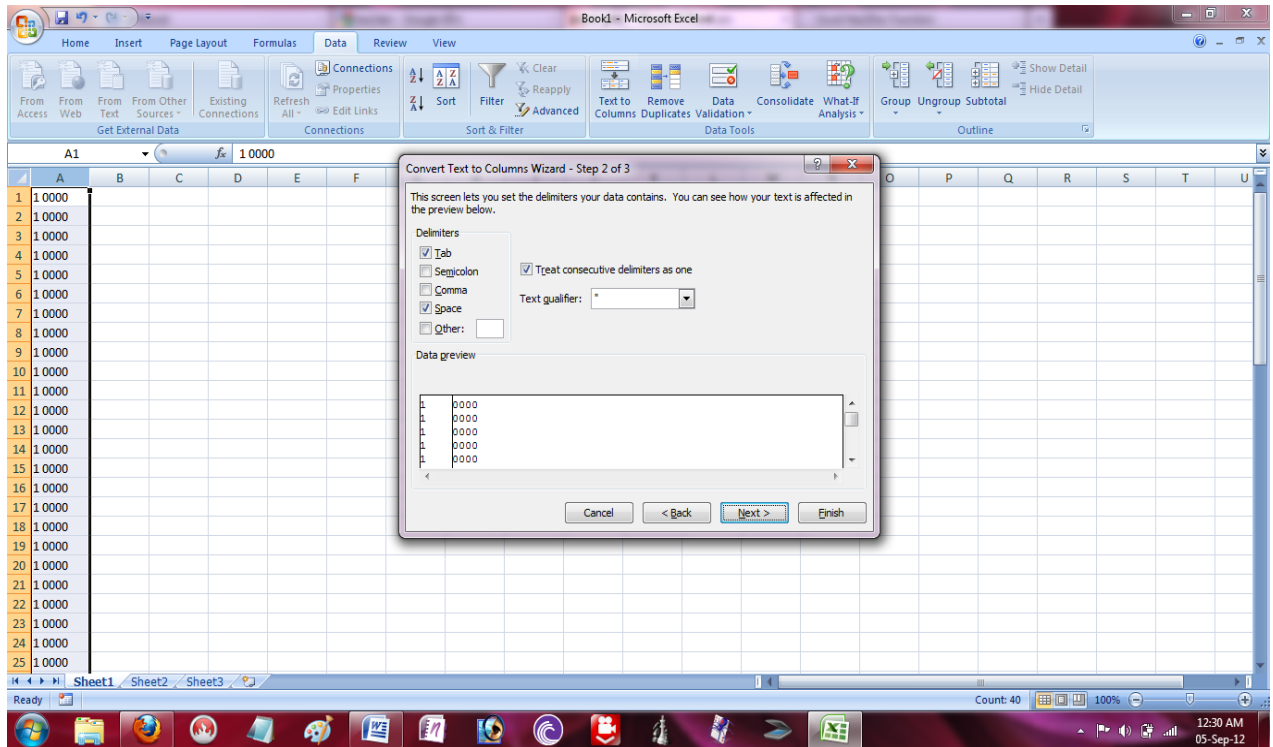 Book1 - Microsoft Excel
Home Insert Page Layout Formulas Data Review View
From Access From Web From Text From Other Sources Existing Connections
Get External Data
Refresh All Connections Properties Edit Links
Connections
A Z Z A Sort Filter Clear Reapply Advanced
Sort & Filter
Text to Columns Remove Duplicates Data Validation Consolidate What-If Analysis
Data Tools
Group Ungroup Subtotal Show Detail Hide Detail
Outline
A1 fx 1 0000
A B C D E F O P Q R S T U
1 1 0000
2 1 0000
3 1 0000
4 1 0000
5 1 0000
6 1 0000
7 1 0000
8 1 0000
9 1 0000
10 1 0000
11 1 0000
12 1 0000
13 1 0000
14 1 0000
15 1 0000
16 1 0000
17 1 0000
18 1 0000
19 1 0000
20 1 0000
21 1 0000
22 1 0000
23 1 0000
24 1 0000
25 1 0000
Convert Text to Columns Wizard - Step 2 of 3
This screen lets you set the delimiters your data contains. You can see how your text is affected in
the preview below.
Delimiters
Tab
Semicolon
Comma
Space
Other:
Treat consecutive delimiters as one
Text qualifier: "
Data preview
1 0000
1 0000
1 0000
1 0000
1 0000
Cancel < Back Next > Finish
Sheet1 Sheet2 Sheet3
Ready Count: 40 100%
12:30 AM
05-Sep-12